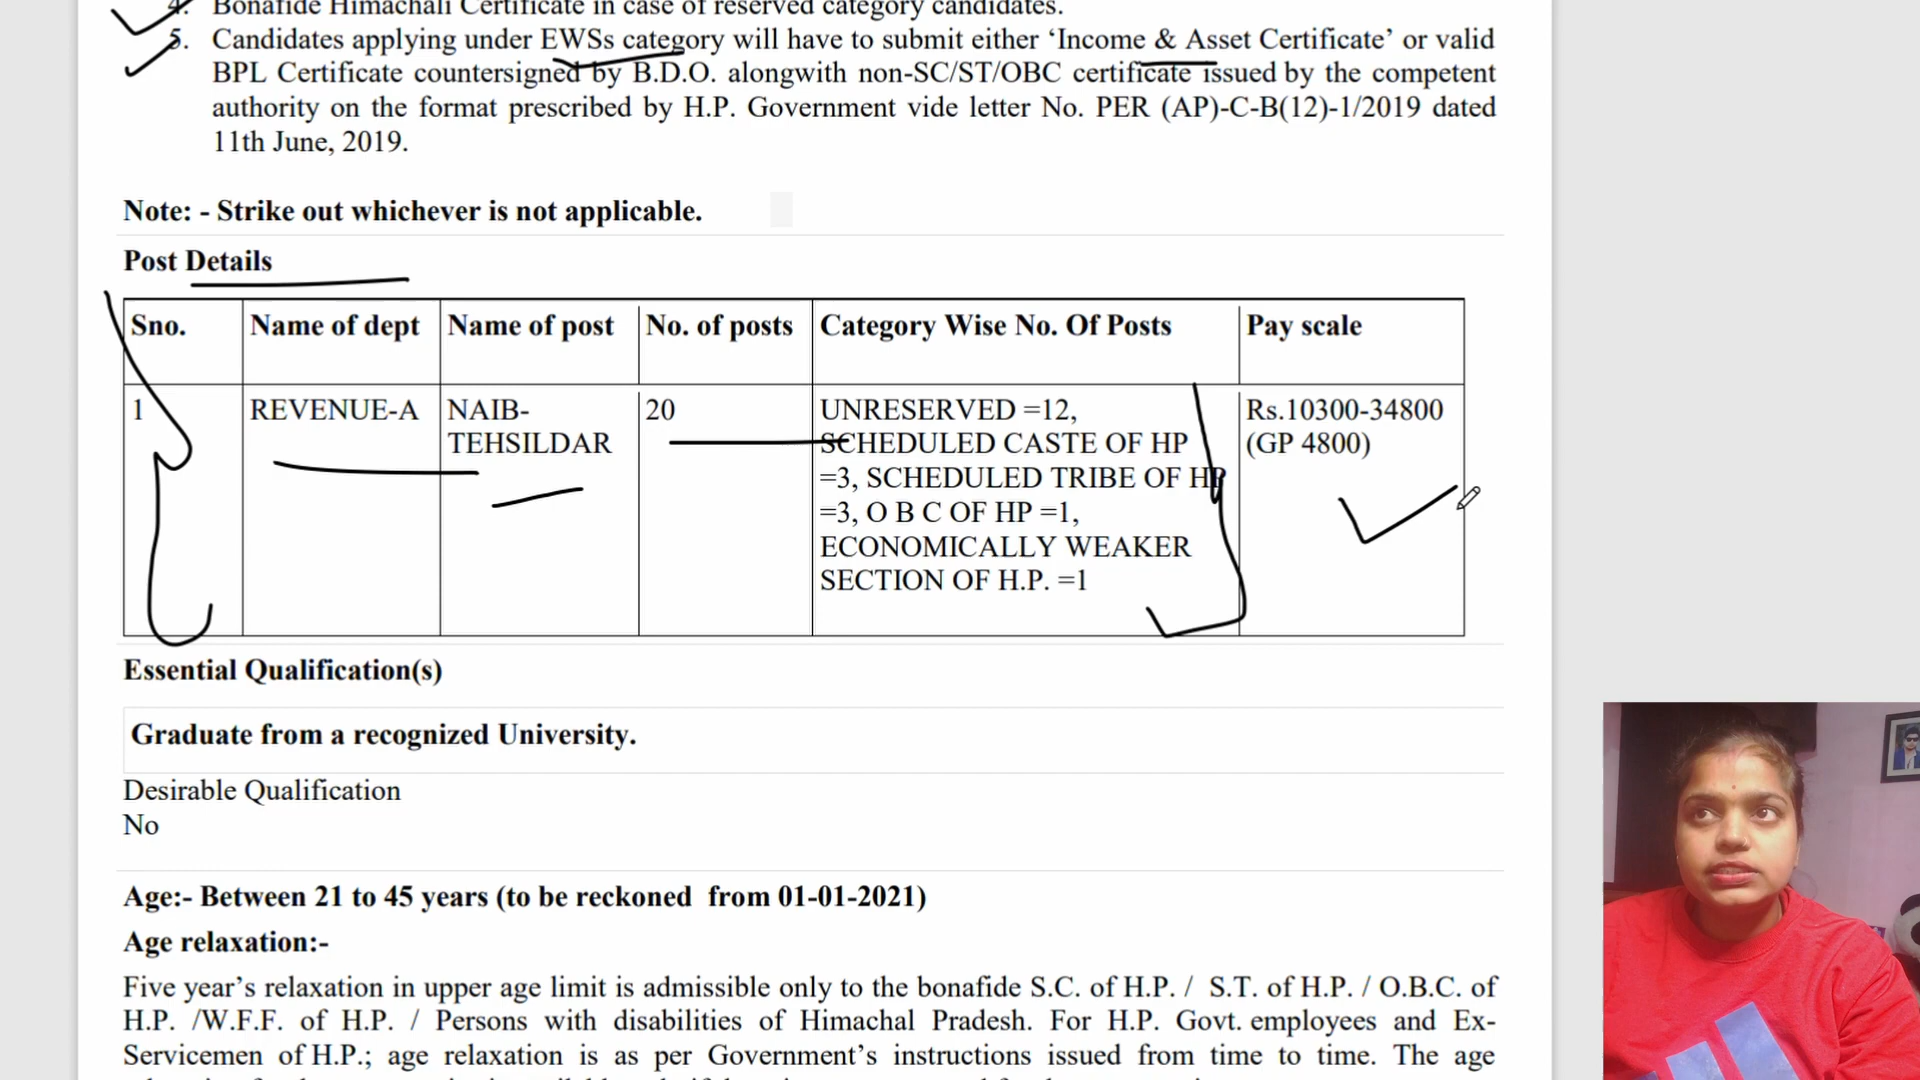 4. Bonafide Himachali Certificate in case of reserved category candidates.
5. Candidates applying under EWSs category will have to submit either ‘Income & Asset Certificate’ or valid
BPL Certificate countersigned by B.D.O. alongwith non-SC/ST/OBC certificate issued by the competent
authority on the format prescribed by H.P. Government vide letter No. PER (AP)-C-B(12)-1/2019 dated
11th June, 2019.
Note: - Strike out whichever is not applicable.
Post Details
Sno. Name of dept Name of post No. of posts Category Wise No. Of Posts Pay scale
1 REVENUE-A NAIB- 20 UNRESERVED =12, Rs.10300-34800
TEHSILDAR SCHEDULED CASTE OF HP (GP 4800)
=3, SCHEDULED TRIBE OF HP
=3, O B C OF HP =1,
ECONOMICALLY WEAKER
SECTION OF H.P. =1
Essential Qualification(s)
Graduate from a recognized University.
Desirable Qualification
No
Age:- Between 21 to 45 years (to be reckoned from 01-01-2021)
Age relaxation:-
Five year’s relaxation in upper age limit is admissible only to the bonafide S.C. of H.P. / S.T. of H.P. / O.B.C. of
H.P. /W.F.F. of H.P. / Persons with disabilities of Himachal Pradesh. For H.P. Govt. employees and Ex-
Servicemen of H.P.; age relaxation is as per Government’s instructions issued from time to time. The age